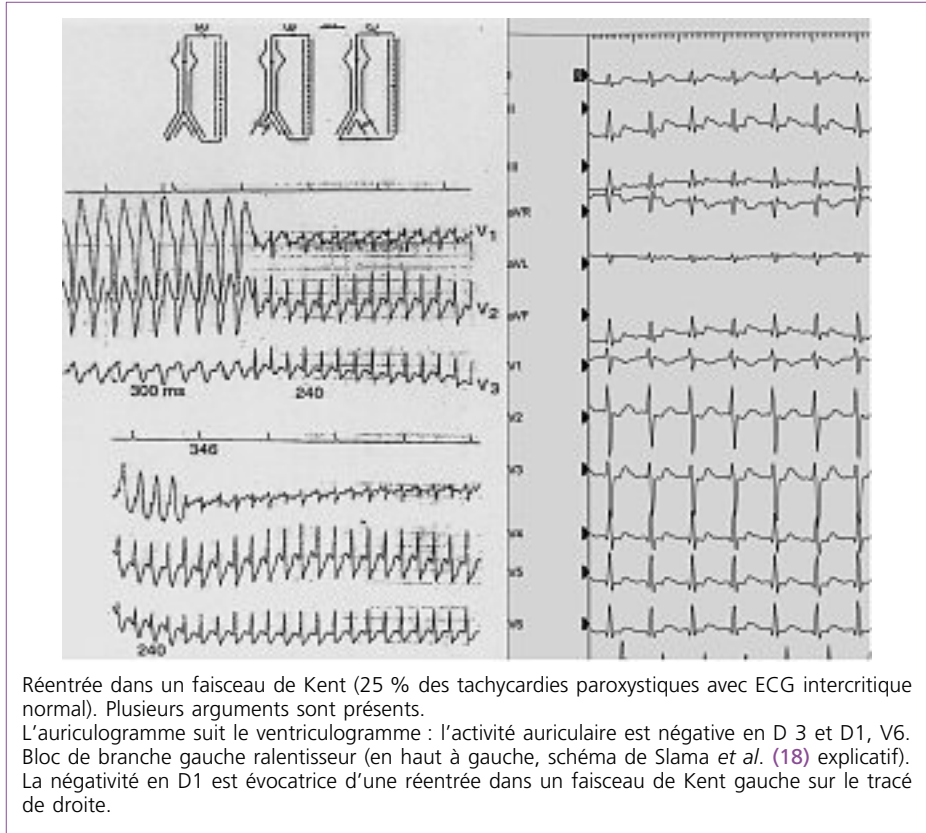 V1
V2
V3
300 ms
240
346
240
II
III
aVR
aVL
aVF
V1
V2
V3
V4
V5
V6
Réentrée dans un faisceau de Kent (25 % des tachycardies paroxystiques avec ECG intercritique
normal). Plusieurs arguments sont présents.
L’auriculogramme suit le ventriculogramme : l’activité auriculaire est négative en D 3 et D1, V6.
Bloc de branche gauche ralentisseur (en haut à gauche, schéma de Slama et al. (18) explicatif).
La négativité en D1 est évocatrice d’une réentrée dans un faisceau de Kent gauche sur le tracé
de droite.